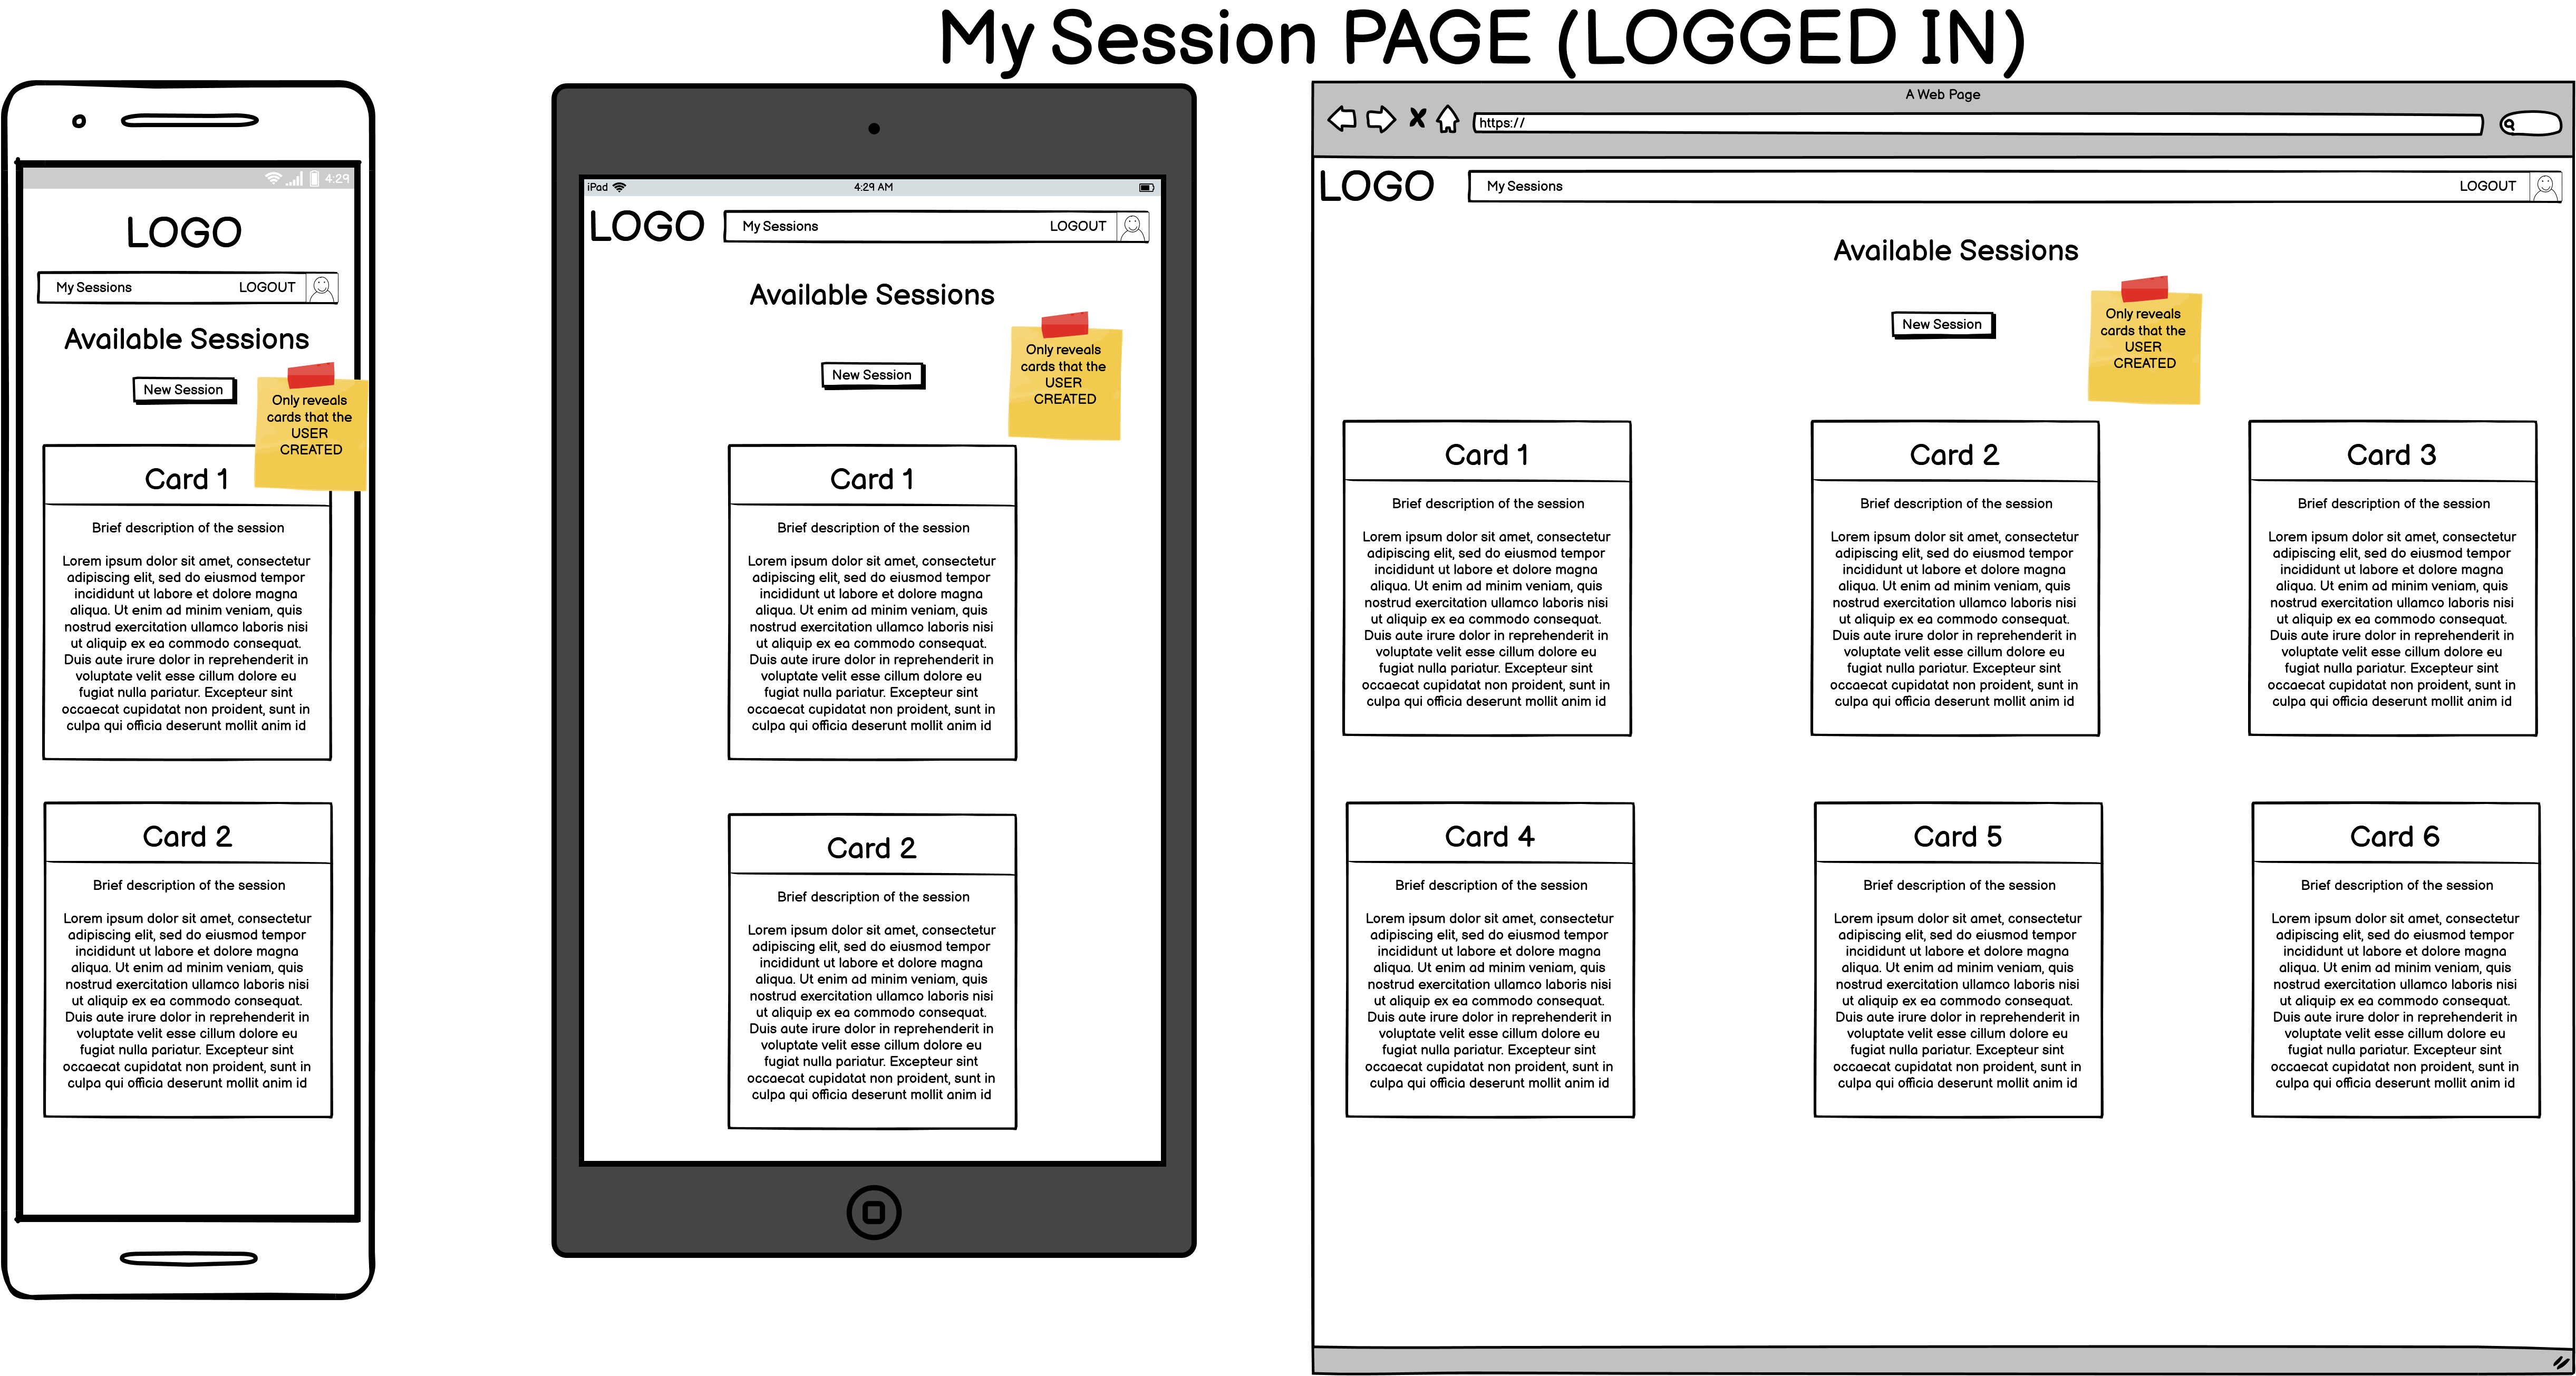 My Session PAGE (LOGGED IN)
4:29
LOGO
My Sessions LOGOUT
Available Sessions
New Session
Only reveals
cards that the
USER
CREATED
Card 1
Brief description of the session
Lorem ipsum dolor sit amet, consectetur
adipiscing elit, sed do eiusmod tempor
incididunt ut labore et dolore magna
aliqua. Ut enim ad minim veniam, quis
nostrud exercitation ullamco laboris nisi
ut aliquip ex ea commodo consequat.
Duis aute irure dolor in reprehenderit in
voluptate velit esse cillum dolore eu
fugiat nulla pariatur. Excepteur sint
occaecat cupidatat non proident, sunt in
culpa qui officia deserunt mollit anim id
Card 2
Brief description of the session
Lorem ipsum dolor sit amet, consectetur
adipiscing elit, sed do eiusmod tempor
incididunt ut labore et dolore magna
aliqua. Ut enim ad minim veniam, quis
nostrud exercitation ullamco laboris nisi
ut aliquip ex ea commodo consequat.
Duis aute irure dolor in reprehenderit in
voluptate velit esse cillum dolore eu
fugiat nulla pariatur. Excepteur sint
occaecat cupidatat non proident, sunt in
culpa qui officia deserunt mollit anim id
iPad 4:29 AM
LOGO
My Sessions LOGOUT
Available Sessions
New Session
Only reveals
cards that the
USER
CREATED
Card 1
Brief description of the session
Lorem ipsum dolor sit amet, consectetur
adipiscing elit, sed do eiusmod tempor
incididunt ut labore et dolore magna
aliqua. Ut enim ad minim veniam, quis
nostrud exercitation ullamco laboris nisi
ut aliquip ex ea commodo consequat.
Duis aute irure dolor in reprehenderit in
voluptate velit esse cillum dolore eu
fugiat nulla pariatur. Excepteur sint
occaecat cupidatat non proident, sunt in
culpa qui officia deserunt mollit anim id
Card 2
Brief description of the session
Lorem ipsum dolor sit amet, consectetur
adipiscing elit, sed do eiusmod tempor
incididunt ut labore et dolore magna
aliqua. Ut enim ad minim veniam, quis
nostrud exercitation ullamco laboris nisi
ut aliquip ex ea commodo consequat.
Duis aute irure dolor in reprehenderit in
voluptate velit esse cillum dolore eu
fugiat nulla pariatur. Excepteur sint
occaecat cupidatat non proident, sunt in
culpa qui officia deserunt mollit anim id
A Web Page
https://
LOGO
My Sessions LOGOUT
Available Sessions
New Session
Only reveals
cards that the
USER
CREATED
Card 1
Brief description of the session
Lorem ipsum dolor sit amet, consectetur
adipiscing elit, sed do eiusmod tempor
incididunt ut labore et dolore magna
aliqua. Ut enim ad minim veniam, quis
nostrud exercitation ullamco laboris nisi
ut aliquip ex ea commodo consequat.
Duis aute irure dolor in reprehenderit in
voluptate velit esse cillum dolore eu
fugiat nulla pariatur. Excepteur sint
occaecat cupidatat non proident, sunt in
culpa qui officia deserunt mollit anim id
Card 2
Brief description of the session
Lorem ipsum dolor sit amet, consectetur
adipiscing elit, sed do eiusmod tempor
incididunt ut labore et dolore magna
aliqua. Ut enim ad minim veniam, quis
nostrud exercitation ullamco laboris nisi
ut aliquip ex ea commodo consequat.
Duis aute irure dolor in reprehenderit in
voluptate velit esse cillum dolore eu
fugiat nulla pariatur. Excepteur sint
occaecat cupidatat non proident, sunt in
culpa qui officia deserunt mollit anim id
Card 3
Brief description of the session
Lorem ipsum dolor sit amet, consectetur
adipiscing elit, sed do eiusmod tempor
incididunt ut labore et dolore magna
aliqua. Ut enim ad minim veniam, quis
nostrud exercitation ullamco laboris nisi
ut aliquip ex ea commodo consequat.
Duis aute irure dolor in reprehenderit in
voluptate velit esse cillum dolore eu
fugiat nulla pariatur. Excepteur sint
occaecat cupidatat non proident, sunt in
culpa qui officia deserunt mollit anim id
Card 4
Brief description of the session
Lorem ipsum dolor sit amet, consectetur
adipiscing elit, sed do eiusmod tempor
incididunt ut labore et dolore magna
aliqua. Ut enim ad minim veniam, quis
nostrud exercitation ullamco laboris nisi
ut aliquip ex ea commodo consequat.
Duis aute irure dolor in reprehenderit in
voluptate velit esse cillum dolore eu
fugiat nulla pariatur. Excepteur sint
occaecat cupidatat non proident, sunt in
culpa qui officia deserunt mollit anim id
Card 5
Brief description of the session
Lorem ipsum dolor sit amet, consectetur
adipiscing elit, sed do eiusmod tempor
incididunt ut labore et dolore magna
aliqua. Ut enim ad minim veniam, quis
nostrud exercitation ullamco laboris nisi
ut aliquip ex ea commodo consequat.
Duis aute irure dolor in reprehenderit in
voluptate velit esse cillum dolore eu
fugiat nulla pariatur. Excepteur sint
occaecat cupidatat non proident, sunt in
culpa qui officia deserunt mollit anim id
Card 6
Brief description of the session
Lorem ipsum dolor sit amet, consectetur
adipiscing elit, sed do eiusmod tempor
incididunt ut labore et dolore magna
aliqua. Ut enim ad minim veniam, quis
nostrud exercitation ullamco laboris nisi
ut aliquip ex ea commodo consequat.
Duis aute irure dolor in reprehenderit in
voluptate velit esse cillum dolore eu
fugiat nulla pariatur. Excepteur sint
occaecat cupidatat non proident, sunt in
culpa qui officia deserunt mollit anim id